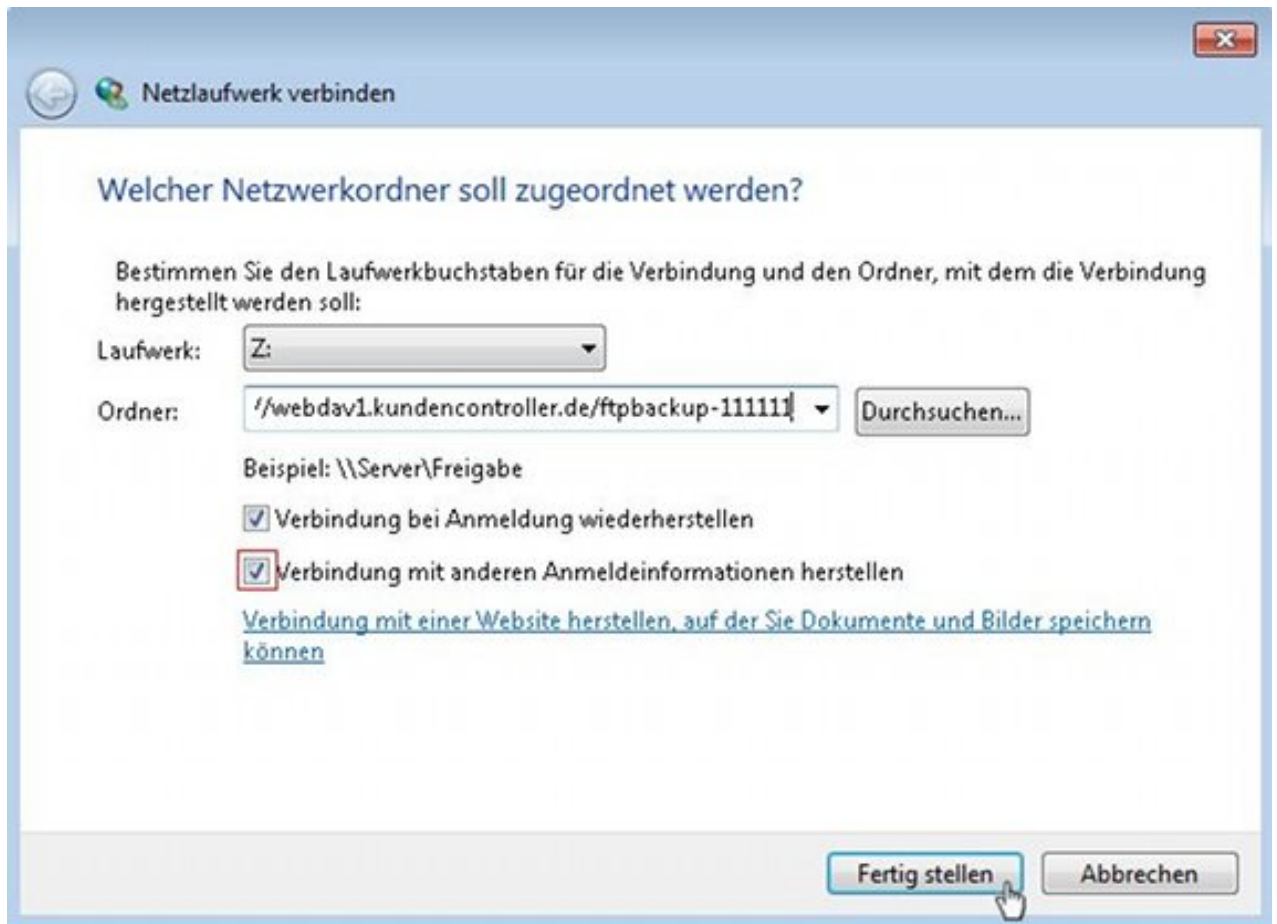 Netzlaufwerk verbinden
Welcher Netzwerkordner soll zugeordnet werden?
Bestimmen Sie den Laufwerkbuchstaben für die Verbindung und den Ordner, mit dem die Verbindung
hergestellt werden soll:
Laufwerk: Z:
Ordner: //webdav1.kundencontroller.de/ftpbackup-111111 Durchsuchen...
Beispiel: \\Server\Freigabe
Verbindung bei Anmeldung wiederherstellen
Verbindung mit anderen Anmeldeinformationen herstellen
Verbindung mit einer Website herstellen, auf der Sie Dokumente und Bilder speichern
können
Fertig stellen Abbrechen